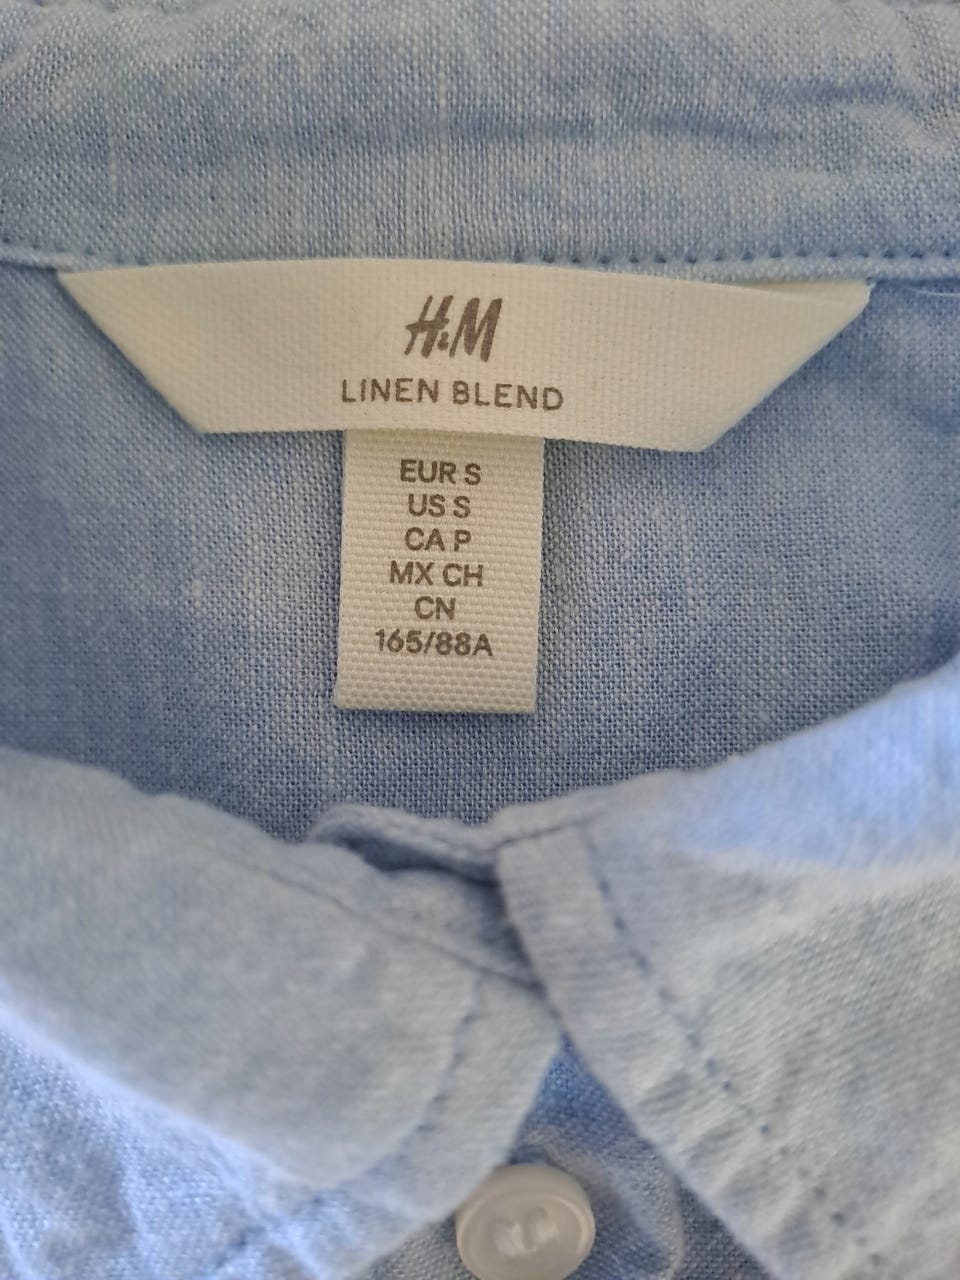 H&M
LINEN BLEND
EUR S
US S
CA P
MX CH
CN
165/88A